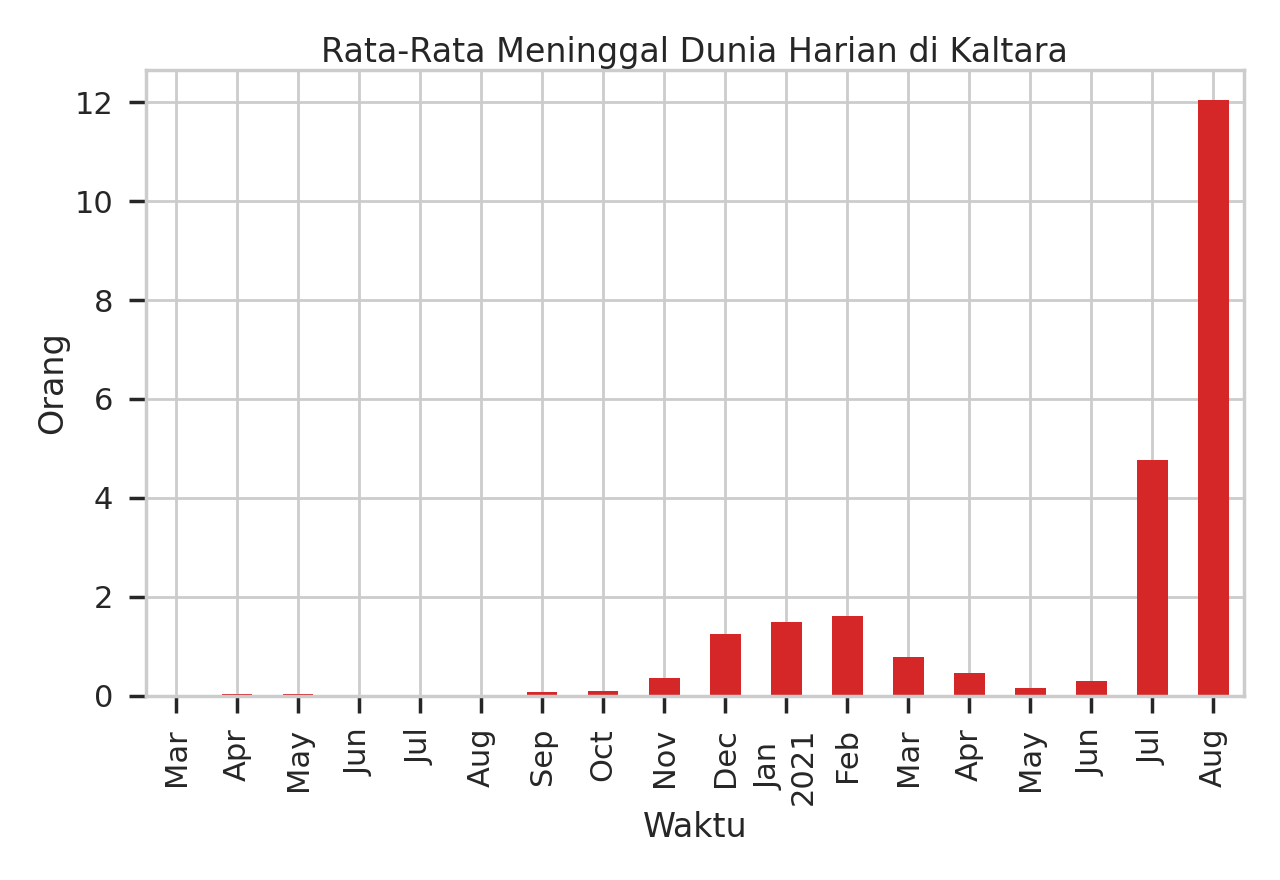 Rata-Rata Meninggal Dunia Harian di Kaltara
12
10
8
6
4
2
0
Orang
Mar
Apr
May
Jun
Jul
Aug
Sep
Oct
Nov
Dec
Jan
2021
Feb
Mar
Apr
May
Jun
Jul
Aug
Waktu